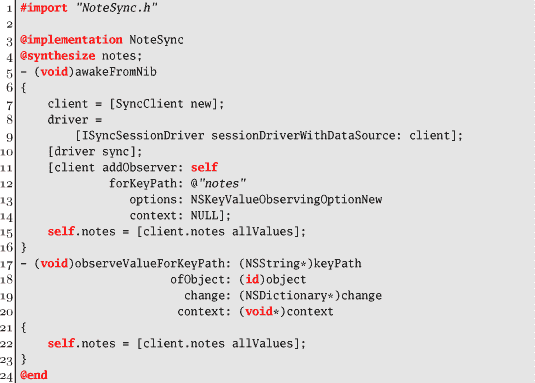 1 #import "NoteSync.h"
2
3 @implementation NoteSync
4 @synthesize notes;
5 - (void)awakeFromNib
6 {
7     client = [SyncClient new];
8     driver =
9         [ISyncSessionDriver sessionDriverWithDataSource: client];
10     [driver sync];
11     [client addObserver: self
12              forKeyPath: @"notes"
13                 options: NSKeyValueObservingOptionNew
14                 context: NULL];
15     self.notes = [client.notes allValues];
16 }
17 - (void)observeValueForKeyPath: (NSString*)keyPath
18                       ofObject: (id)object
19                         change: (NSDictionary*)change
20                        context: (void*)context
21 {
22     self.notes = [client.notes allValues];
23 }
24 @end